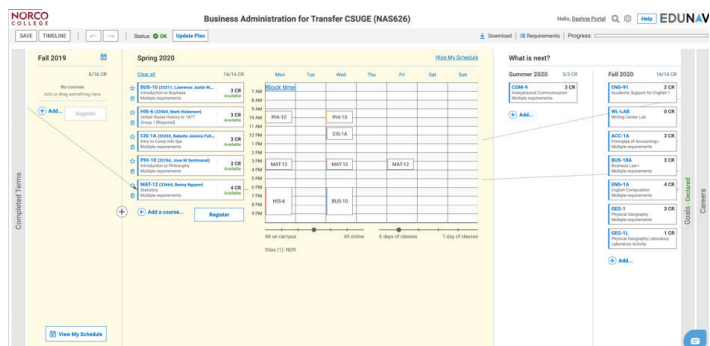 NORCO
COLLEGE
Business Administration for Transfer CSUGE (NAS626)
Hello, Daphne Portal
Help
EDUNAV
SAVE TIMELINE
Status: OK Update Plan
Download Requirements Progress:
Completed Terms
Fall 2019
0/16 CR
No courses
Add or drag something here
Add... Register
View My Schedule
Spring 2020
Hide My Schedule
Clear all 16/16 CR
BUS-10 (33311, Lawrence Justin W...
Introduction to Business
Multiple requirements
3 CR
Available
HIS-6
United States History to 1877
Group 1 [Required]
3 CR
Available
CIS-1A
Intro to Comp Info Sys
Multiple requirements
3 CR
Available
PHI-10
Introduction to Philosophy
Multiple requirements
3 CR
Available
MAT-12 (33664, Benny Nguyen)
Statistics
Multiple requirements
4 CR
Available
Add a course... Register
Mon Tue Wed Thu Fri Sat Sun
Block time
7 AM
8 AM
9 AM
10 AM
11 AM
12 PM
1 PM
2 PM
3 PM
4 PM
5 PM
6 PM
7 PM
8 PM
9 PM
PHI-10 PHI-10
CIS-1A
MAT-12 MAT-12 MAT-12
HIS-6 BUS-10
All on campus All online 6 days of classes 1 day of classes
Sites (1): NOR
What is next?
Summer 2020 3/3 CR
COM-9 3 CR
Interpersonal Communication
Multiple requirements
Add...
Fall 2020 16/16 CR
ENG-91 2 CR
Academic Support for English 1
WL-LAB 0 CR
Writing Center Lab
ACC-1A 3 CR
Principles of Accounting I
Multiple requirements
BUS-18A 3 CR
Business Law I
Multiple requirements
ENG-1A 4 CR
English Composition
Multiple requirements
GEG-1 3 CR
Physical Geography
Multiple requirements
GEG-1L 1 CR
Physical Geography Laboratory
Laboratory Activity
Add...
Goals - Declared
Careers